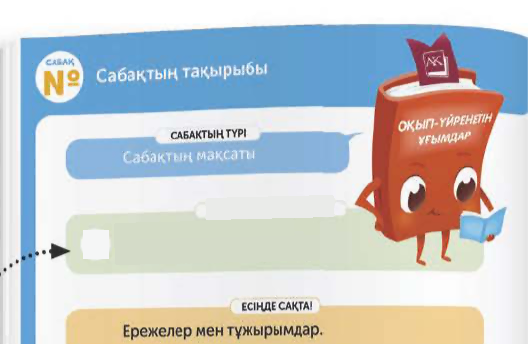 САБАҚ
№
Сабақтың тақырыбы
ОҚЫП-ҮЙРЕНЕТІН
ҰҒЫМДАР
САБАҚТЫҢ ТҮРІ
Сабақтың мақсаты
ЕСІҢДЕ САҚТА!
Ережелер мен тұжырымдар.